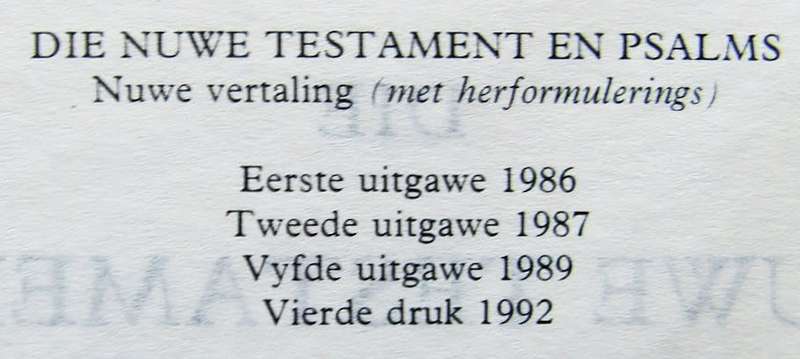 DIE NUWE TESTAMENT EN PSALMS
Nuwe vertaling (met herformulerings)
Eerste uitgawe 1986
Tweede uitgawe 1987
Vyfde uitgawe 1989
Vierde druk 1992